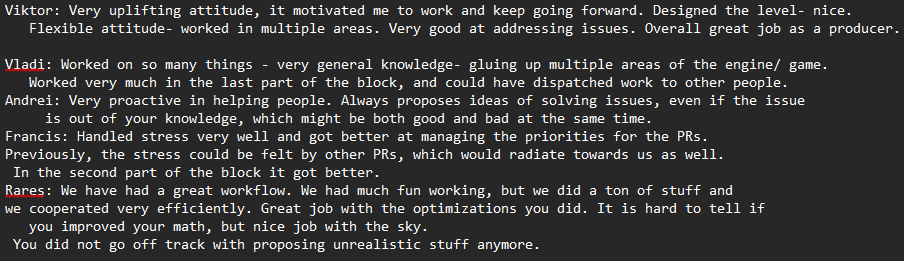 Viktor: Very uplifting attitude, it motivated me to work and keep going forward. Designed the level- nice.
Flexible attitude- worked in multiple areas. Very good at addressing issues. Overall great job as a producer.
Vladi: Worked on so many things - very general knowledge- gluing up multiple areas of the engine/ game.
Worked very much in the last part of the block, and could have dispatched work to other people.
Andrei: Very proactive in helping people. Always proposes ideas of solving issues, even if the issue
is out of your knowledge, which might be both good and bad at the same time.
Francis: Handled stress very well and got better at managing the priorities for the PRs.
Previously, the stress could be felt by other PRs, which would radiate towards us as well.
In the second part of the block it got better.
Rares: We have had a great workflow. We had much fun working, but we did a ton of stuff and
we cooperated very efficiently. Great job with the optimizations you did. It is hard to tell if
you improved your math, but nice job with the sky.
You did not go off track with proposing unrealistic stuff anymore.